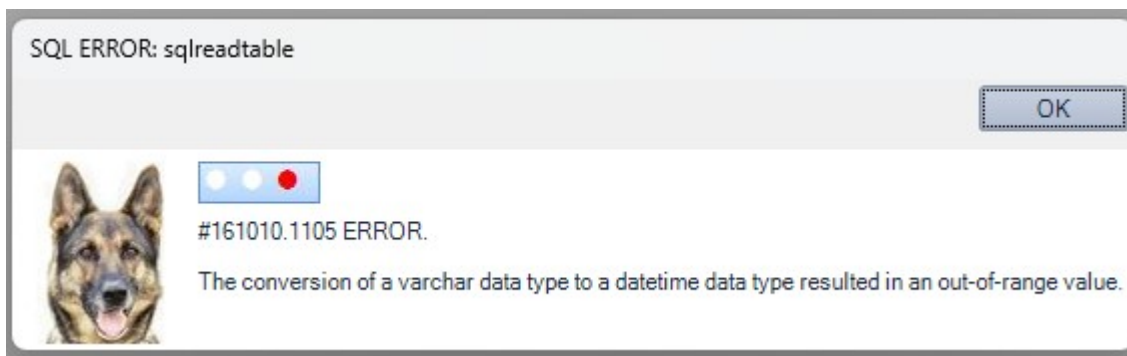 SQL ERROR: sqlreadtable
OK
#161010.1105 ERROR.
The conversion of a varchar data type to a datetime data type resulted in an out-of-range value.